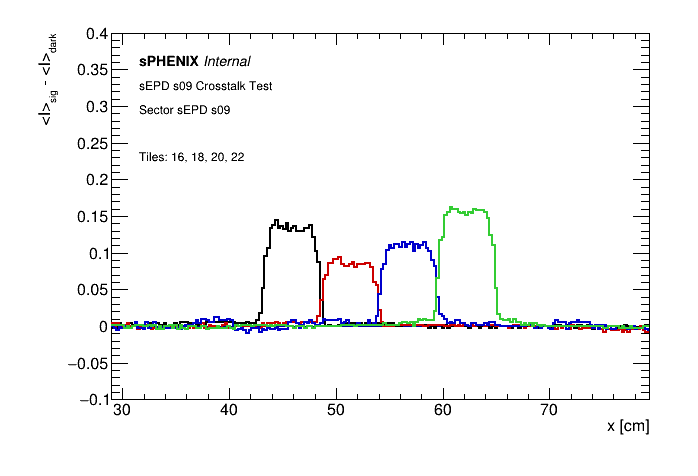 <I>sig - <I>dark
0.4
0.35
0.3
0.25
0.2
0.15
0.1
0.05
0
−0.05
−0.1
sPHENIX Internal
sEPD s09 Crosstalk Test
Sector sEPD s09
Tiles: 16, 18, 20, 22
30 40 50 60 70
x [cm]